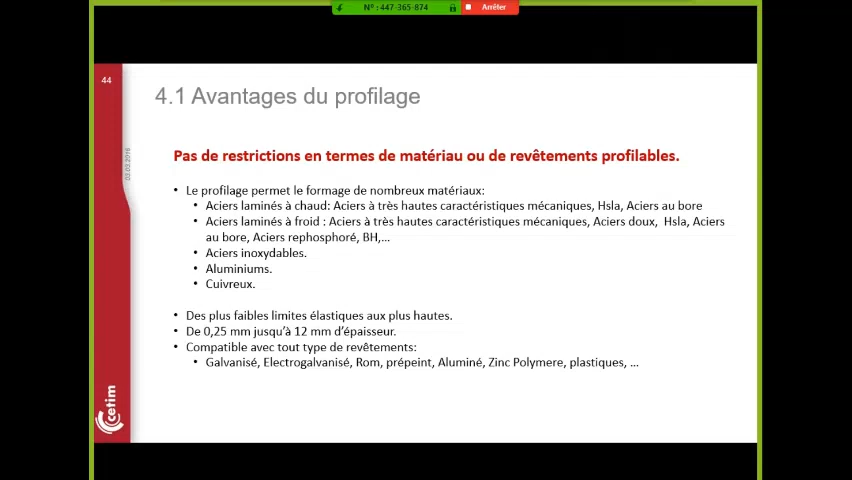 N° : 447-365-874
Arrêter
44
03.03.2016
4.1 Avantages du profilage
Pas de restrictions en termes de matériau ou de revêtements profilables.
• Le profilage permet le formage de nombreux matériaux:
• Aciers laminés à chaud: Aciers à très hautes caractéristiques mécaniques, Hsla, Aciers au bore
• Aciers laminés à froid : Aciers à très hautes caractéristiques mécaniques, Aciers doux, Hsla, Aciers
au bore, Aciers rephosphoré, BH,...
• Aciers inoxydables.
• Aluminiums.
• Cuivreux.
• Des plus faibles limites élastiques aux plus hautes.
• De 0,25 mm jusqu'à 12 mm d'épaisseur.
• Compatible avec tout type de revêtements:
• Galvanisé, Electrogalvanisé, Rom, prépeint, Aluminé, Zinc Polymere, plastiques, ...
cetim